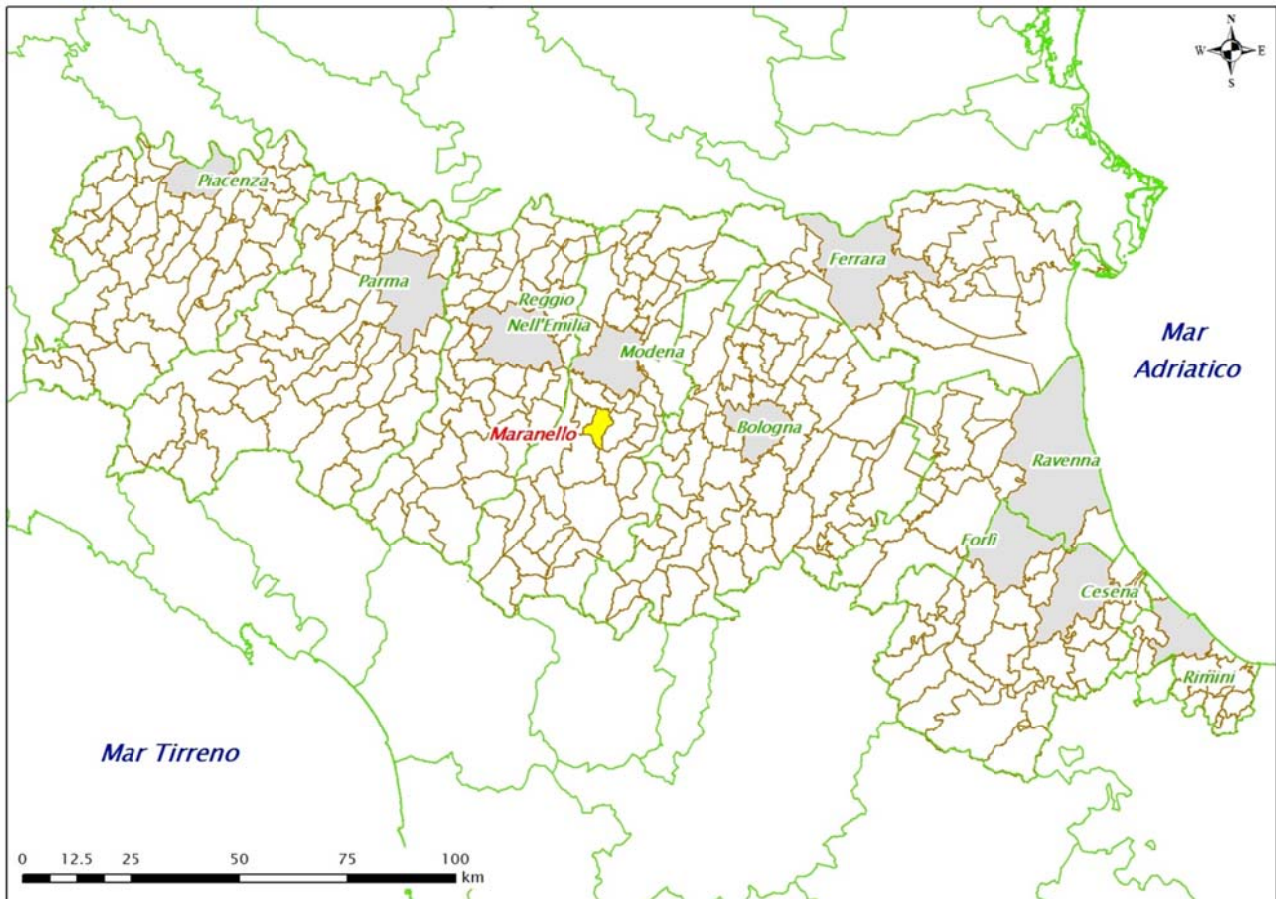 N
W E
S
Piacenza
Parma
Ferrara
Reggio
Nell'Emilia
Modena
Mar
Adriatico
Maranello
Bologna
Ravenna
Forlì
Cesena
Rimini
Mar Tirreno
0 12.5 25 50 75 100
km